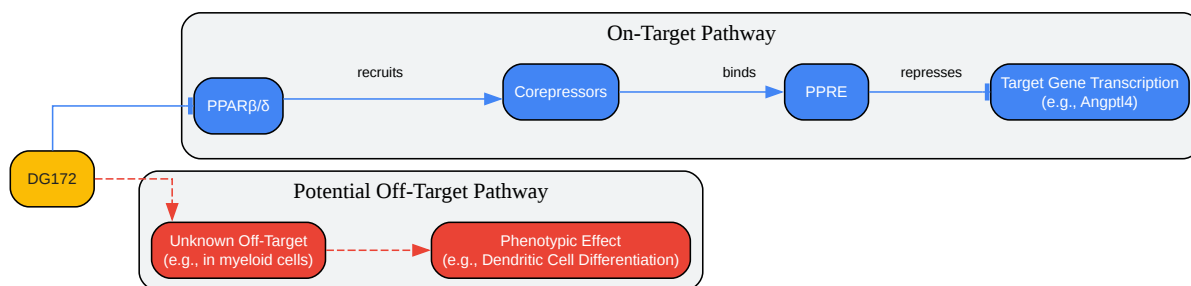 On-Target Pathway
recruits
binds
represses
PPARβ/δ
Corepressors
PPRE
Target Gene Transcription
(e.g., Angptl4)
DG172
Potential Off-Target Pathway
Unknown Off-Target
(e.g., in myeloid cells)
Phenotypic Effect
(e.g., Dendritic Cell Differentiation)